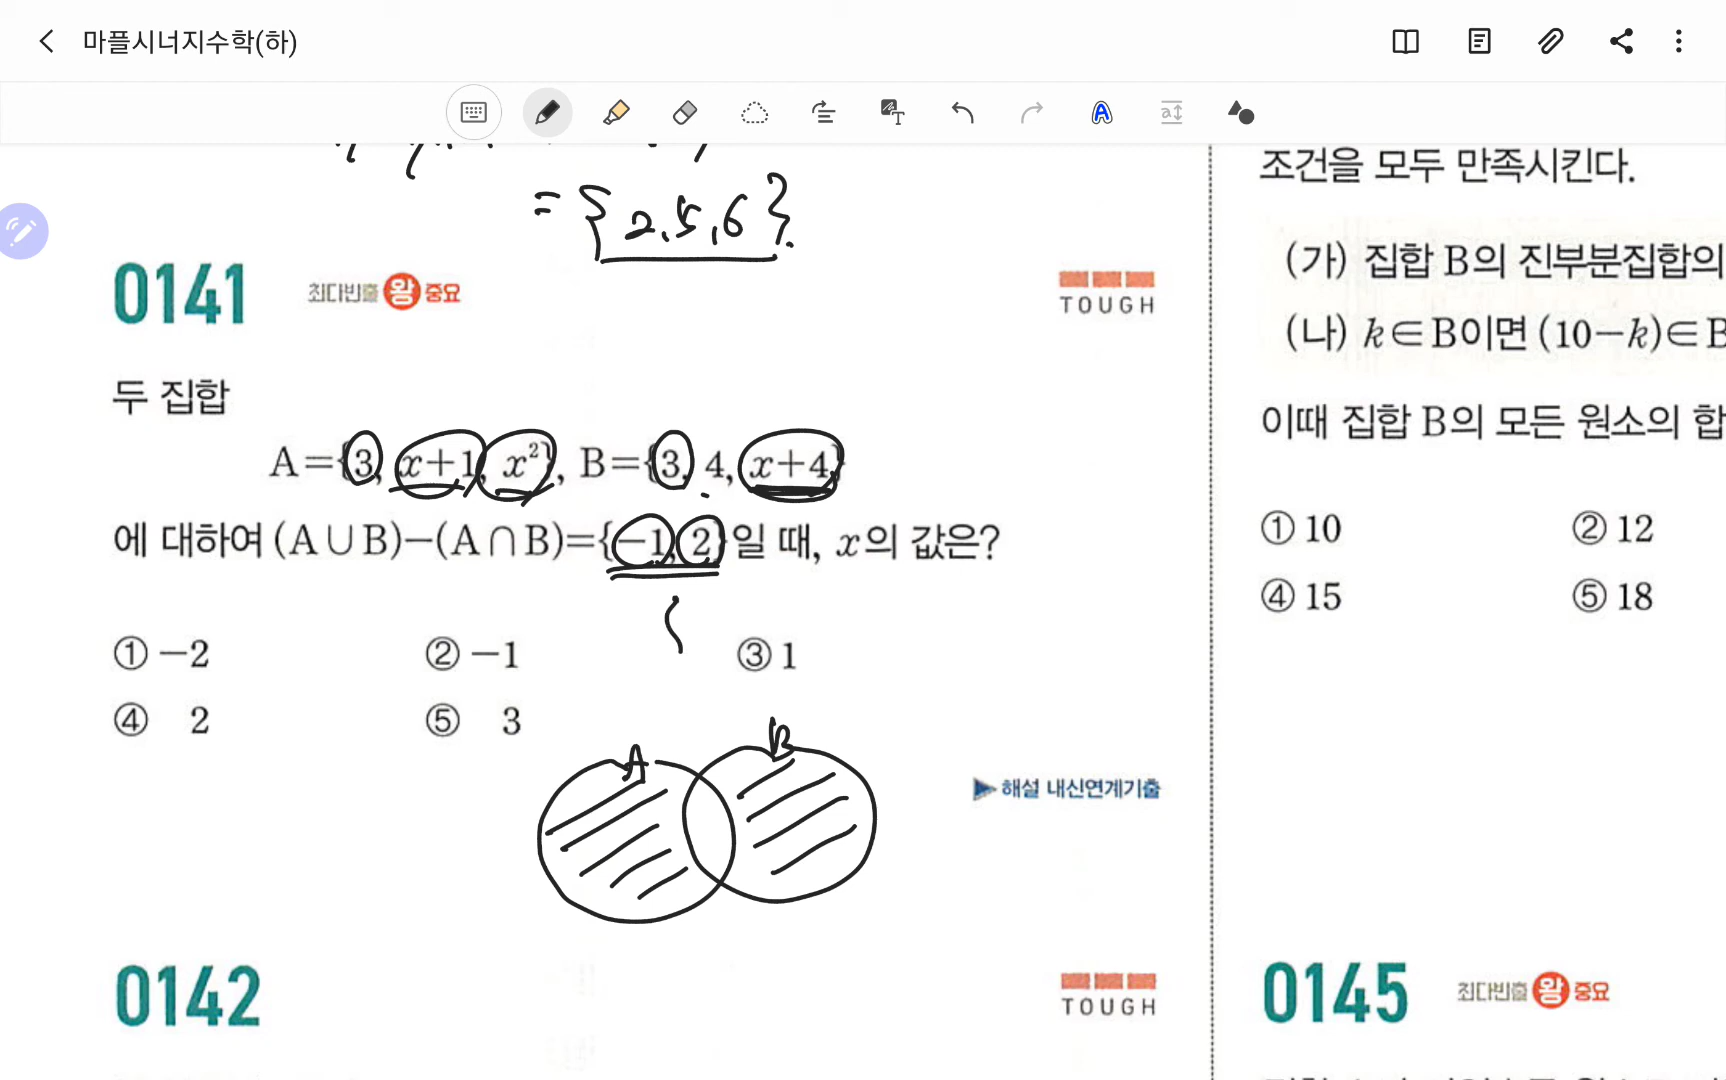 마플시너지수학(하)
= {2, 5, 6}.
0141 최다빈출 왕 중요
TOUGH
두 집합
A={3, x+1, x²}, B={3, 4, x+4}
에 대하여 (A∪B)−(A∩B)={−1, 2}일 때, x의 값은?
① −2 ② −1 ③ 1
④ 2 ⑤ 3
A B
▶ 해설 내신연계기출
0142
TOUGH
조건을 모두 만족시킨다.
(가) 집합 B의 진부분집합의
(나) k∈B이면 (10−k)∈B
이때 집합 B의 모든 원소의 합
① 10 ② 12
④ 15 ⑤ 18
0145 최다빈출 왕 중요